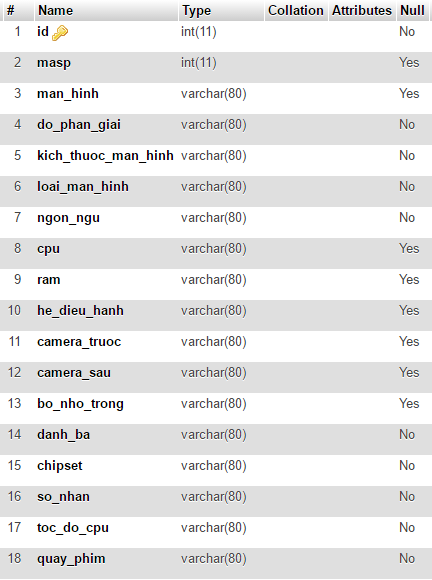 # Name Type Collation Attributes Null
1 id int(11) No
2 masp int(11) Yes
3 man_hinh varchar(80) Yes
4 do_phan_giai varchar(80) No
5 kich_thuoc_man_hinh varchar(80) No
6 loai_man_hinh varchar(80) No
7 ngon_ngu varchar(80) No
8 cpu varchar(80) Yes
9 ram varchar(80) Yes
10 he_dieu_hanh varchar(80) Yes
11 camera_truoc varchar(80) Yes
12 camera_sau varchar(80) Yes
13 bo_nho_trong varchar(80) Yes
14 danh_ba varchar(80) No
15 chipset varchar(80) No
16 so_nhan varchar(80) No
17 toc_do_cpu varchar(80) No
18 quay_phim varchar(80) No